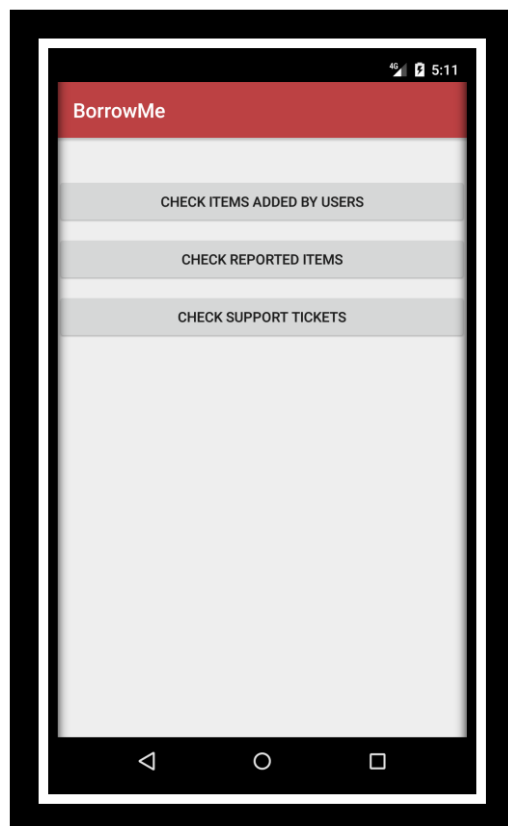 4G 5:11
BorrowMe
CHECK ITEMS ADDED BY USERS
CHECK REPORTED ITEMS
CHECK SUPPORT TICKETS